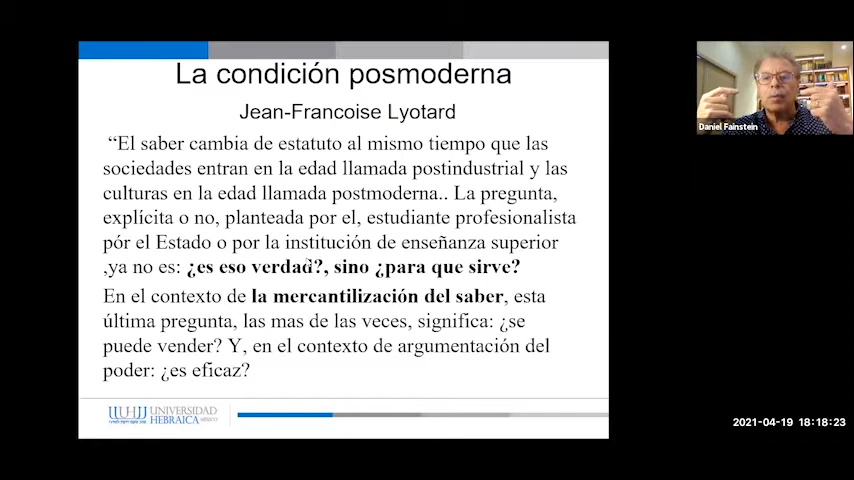 La condición posmoderna
Jean-Francoise Lyotard
“El saber cambia de estatuto al mismo tiempo que las
sociedades entran en la edad llamada postindustrial y las
culturas en la edad llamada postmoderna.. La pregunta,
explícita o no, planteada por el, estudiante profesionalista
pór el Estado o por la institución de enseñanza superior
,ya no es: ¿es eso verdad?, sino ¿para que sirve?
En el contexto de la mercantilización del saber, esta
última pregunta, las mas de las veces, significa: ¿se
puede vender? Y, en el contexto de argumentación del
poder: ¿es eficaz?
UNIVERSIDAD
HEBRAICA
Daniel Fainstein
2021-04-19 18:18:23